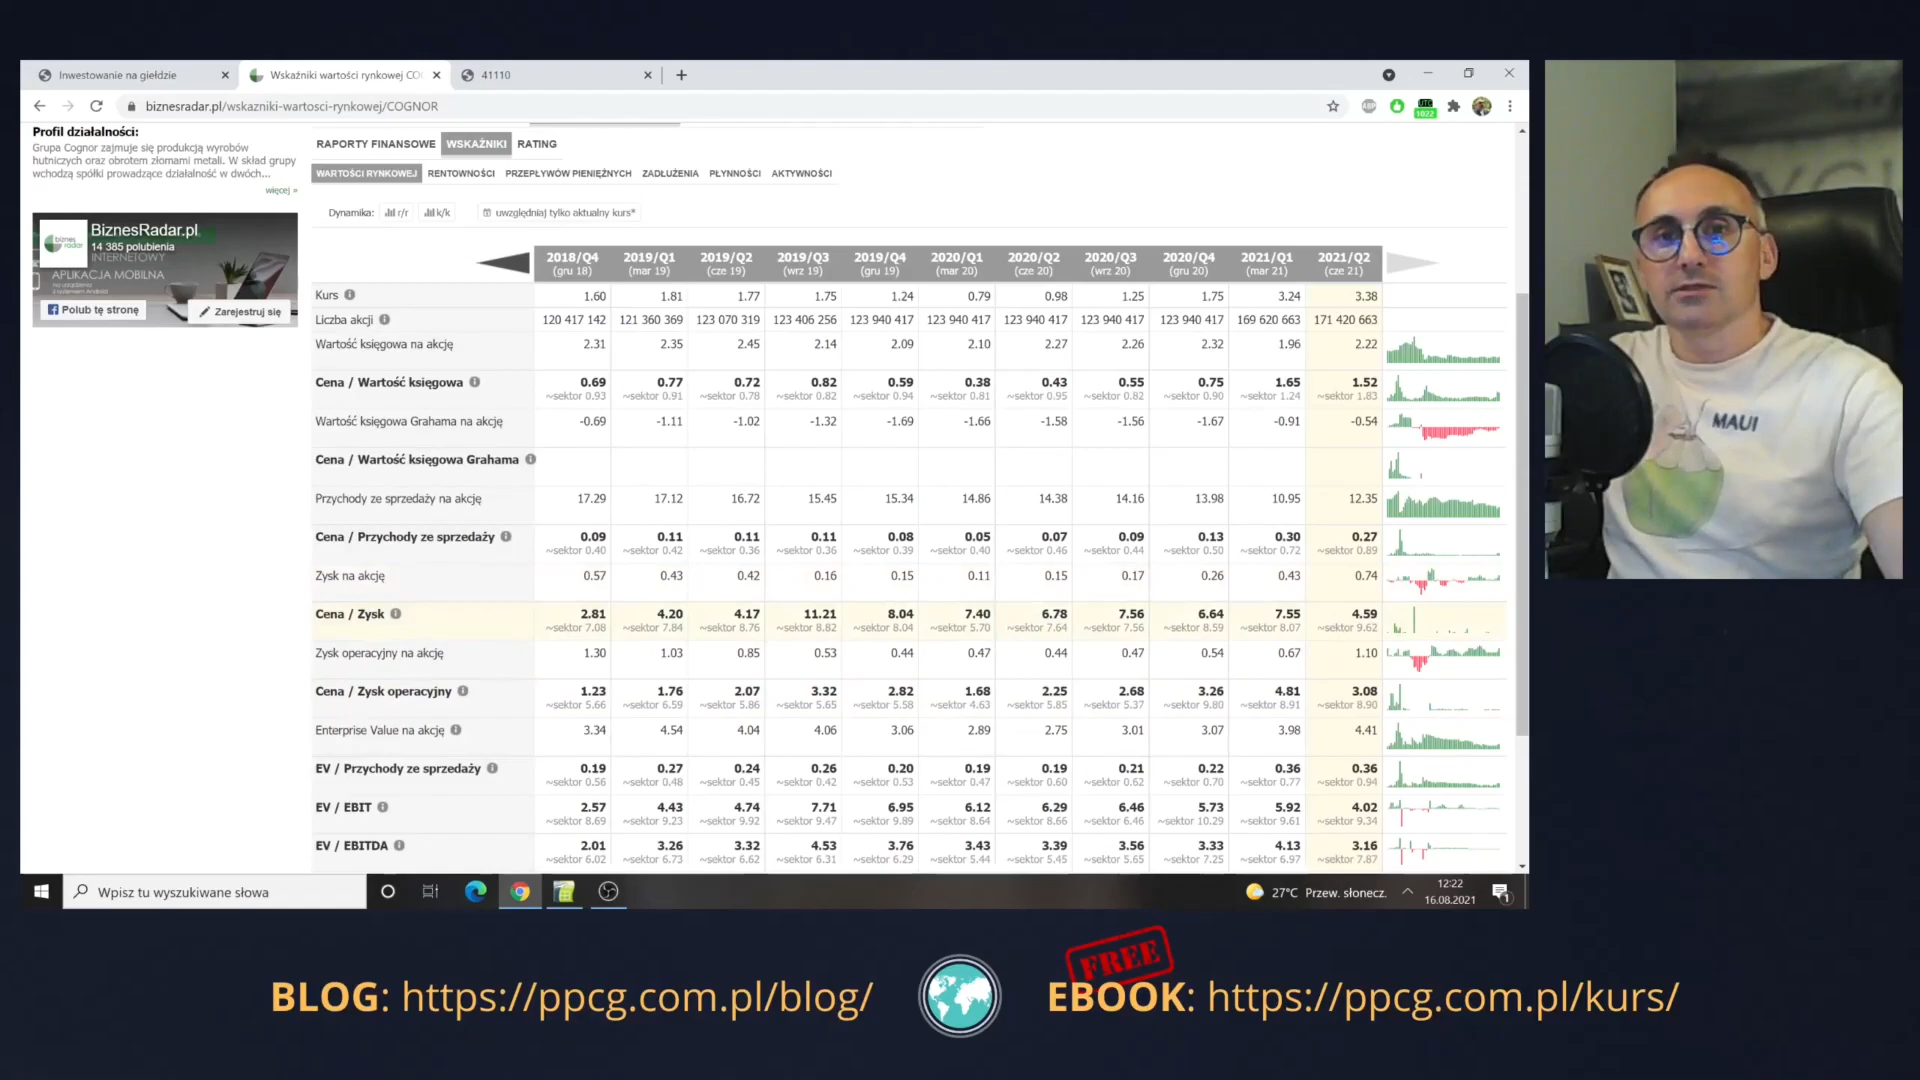 Inwestowanie na giełdzie
Wskaźniki wartości rynkowej CO
41110
biznesradar.pl/wskazniki-wartosci-rynkowej/COGNOR
ABP
UTC
1022
Profil działalności:
Grupa Cognor zajmuje się produkcją wyrobów
hutniczych oraz obrotem złomami metali. W skład grupy
wchodzą spółki prowadzące działalność w dwóch...
więcej »
biznes
radar
BiznesRadar.pl
14 385 polubienia
INTERNETOWY
APLIKACJA MOBILNA
Polub tę stronę
Zarejestruj się
RAPORTY FINANSOWE WSKAŹNIKI RATING
WARTOŚCI RYNKOWEJ RENTOWNOŚCI PRZEPŁYWÓW PIENIĘŻNYCH ZADŁUŻENIA PŁYNNOŚCI AKTYWNOŚCI
Dynamika: r/r k/k uwzględniaj tylko aktualny kurs*
2018/Q4 2019/Q1 2019/Q2 2019/Q3 2019/Q4 2020/Q1 2020/Q2 2020/Q3 2020/Q4 2021/Q1 2021/Q2
(gru 18) (mar 19) (cze 19) (wrz 19) (gru 19) (mar 20) (cze 20) (wrz 20) (gru 20) (mar 21) (cze 21)
Kurs 1.60 1.81 1.77 1.75 1.24 0.79 0.98 1.25 1.75 3.24 3.38
Liczba akcji 120 417 142 121 360 369 123 070 319 123 406 256 123 940 417 123 940 417 123 940 417 123 940 417 123 940 417 169 620 663 171 420 663
Wartość księgowa na akcję 2.31 2.35 2.45 2.14 2.09 2.10 2.27 2.26 2.32 1.96 2.22
Cena / Wartość księgowa 0.69 0.77 0.72 0.82 0.59 0.38 0.43 0.55 0.75 1.65 1.52
~sektor 0.93 ~sektor 0.91 ~sektor 0.78 ~sektor 0.82 ~sektor 0.94 ~sektor 0.81 ~sektor 0.95 ~sektor 0.82 ~sektor 0.90 ~sektor 1.24 ~sektor 1.83
Wartość księgowa Grahama na akcję -0.69 -1.11 -1.02 -1.32 -1.69 -1.66 -1.58 -1.56 -1.67 -0.91 -0.54
Cena / Wartość księgowa Grahama
Przychody ze sprzedaży na akcję 17.29 17.12 16.72 15.45 15.34 14.86 14.38 14.16 13.98 10.95 12.35
Cena / Przychody ze sprzedaży 0.09 0.11 0.11 0.11 0.08 0.05 0.07 0.09 0.13 0.30 0.27
~sektor 0.40 ~sektor 0.42 ~sektor 0.36 ~sektor 0.36 ~sektor 0.39 ~sektor 0.40 ~sektor 0.46 ~sektor 0.44 ~sektor 0.50 ~sektor 0.72 ~sektor 0.89
Zysk na akcję 0.57 0.43 0.42 0.16 0.15 0.11 0.15 0.17 0.26 0.43 0.74
Cena / Zysk 2.81 4.20 4.17 11.21 8.04 7.40 6.78 7.56 6.64 7.55 4.59
~sektor 7.08 ~sektor 7.84 ~sektor 8.76 ~sektor 8.82 ~sektor 8.04 ~sektor 5.70 ~sektor 7.64 ~sektor 7.56 ~sektor 8.59 ~sektor 8.07 ~sektor 9.62
Zysk operacyjny na akcję 1.30 1.03 0.85 0.53 0.44 0.47 0.44 0.47 0.54 0.67 1.10
Cena / Zysk operacyjny 1.23 1.76 2.07 3.32 2.82 1.68 2.25 2.68 3.26 4.81 3.08
~sektor 5.66 ~sektor 6.59 ~sektor 5.86 ~sektor 5.65 ~sektor 5.58 ~sektor 4.63 ~sektor 5.85 ~sektor 5.37 ~sektor 9.80 ~sektor 8.91 ~sektor 8.90
Enterprise Value na akcję 3.34 4.54 4.04 4.06 3.06 2.89 2.75 3.01 3.07 3.98 4.41
EV / Przychody ze sprzedaży 0.19 0.27 0.24 0.26 0.20 0.19 0.19 0.21 0.22 0.36 0.36
~sektor 0.56 ~sektor 0.48 ~sektor 0.45 ~sektor 0.42 ~sektor 0.53 ~sektor 0.47 ~sektor 0.60 ~sektor 0.62 ~sektor 0.70 ~sektor 0.77 ~sektor 0.94
EV / EBIT 2.57 4.43 4.74 7.71 6.95 6.12 6.29 6.46 5.73 5.92 4.02
~sektor 8.69 ~sektor 9.23 ~sektor 9.92 ~sektor 9.47 ~sektor 9.89 ~sektor 8.64 ~sektor 8.66 ~sektor 6.46 ~sektor 10.29 ~sektor 9.61 ~sektor 9.34
EV / EBITDA 2.01 3.26 3.32 4.53 3.76 3.43 3.39 3.56 3.33 4.13 3.16
~sektor 6.02 ~sektor 6.73 ~sektor 6.62 ~sektor 6.31 ~sektor 6.29 ~sektor 5.44 ~sektor 5.45 ~sektor 5.65 ~sektor 7.25 ~sektor 6.97 ~sektor 7.87
Wpisz tu wyszukiwane słowa
27°C Przew. słonecz.
12:22
16.08.2021
1
MAUI
FREE
BLOG: https://ppcg.com.pl/blog/
EBOOK: https://ppcg.com.pl/kurs/